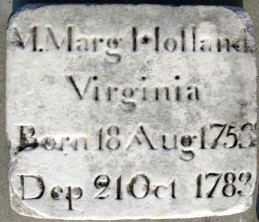 M. Marg Holland
Virginia
Born 18 Aug 1753
Dep 21 Oct 1783